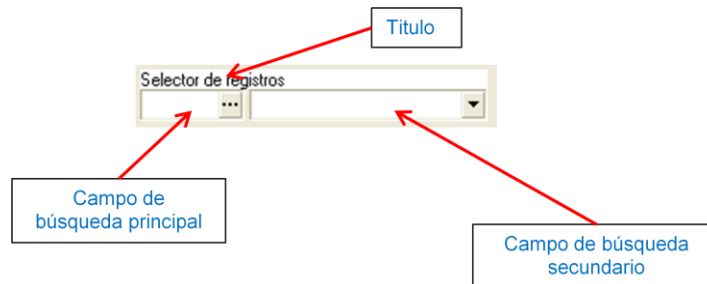 Titulo
Selector de registros
Campo de
búsqueda principal
Campo de búsqueda
secundario